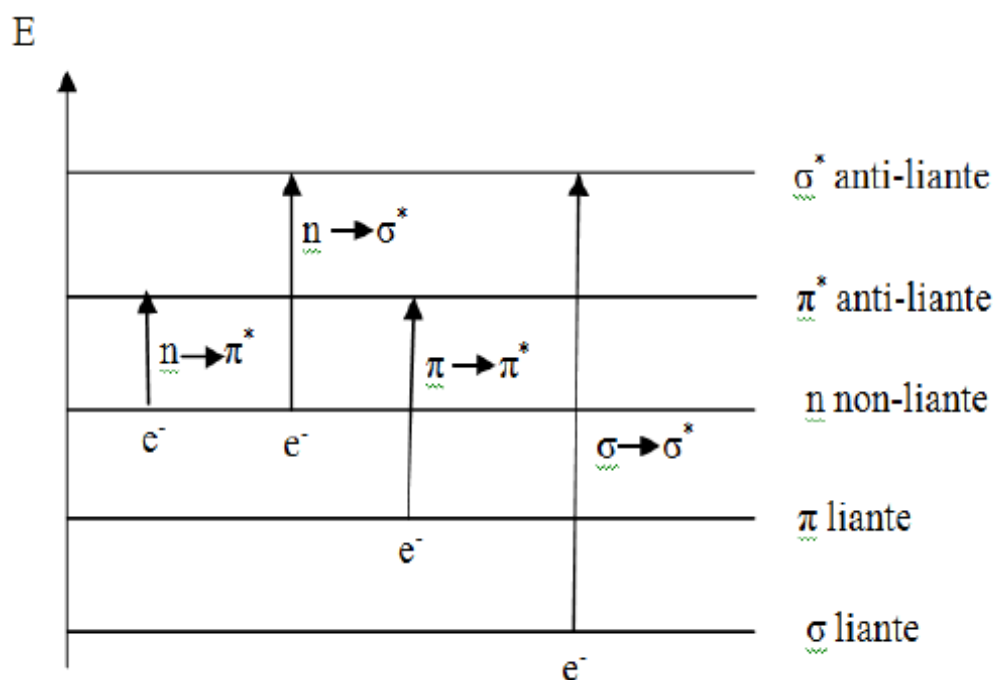 E
σ* anti-liante
n → σ*
π* anti-liante
n → π*
π → π*
n non-liante
e-
e-
σ → σ*
π liante
e-
σ liante
e-